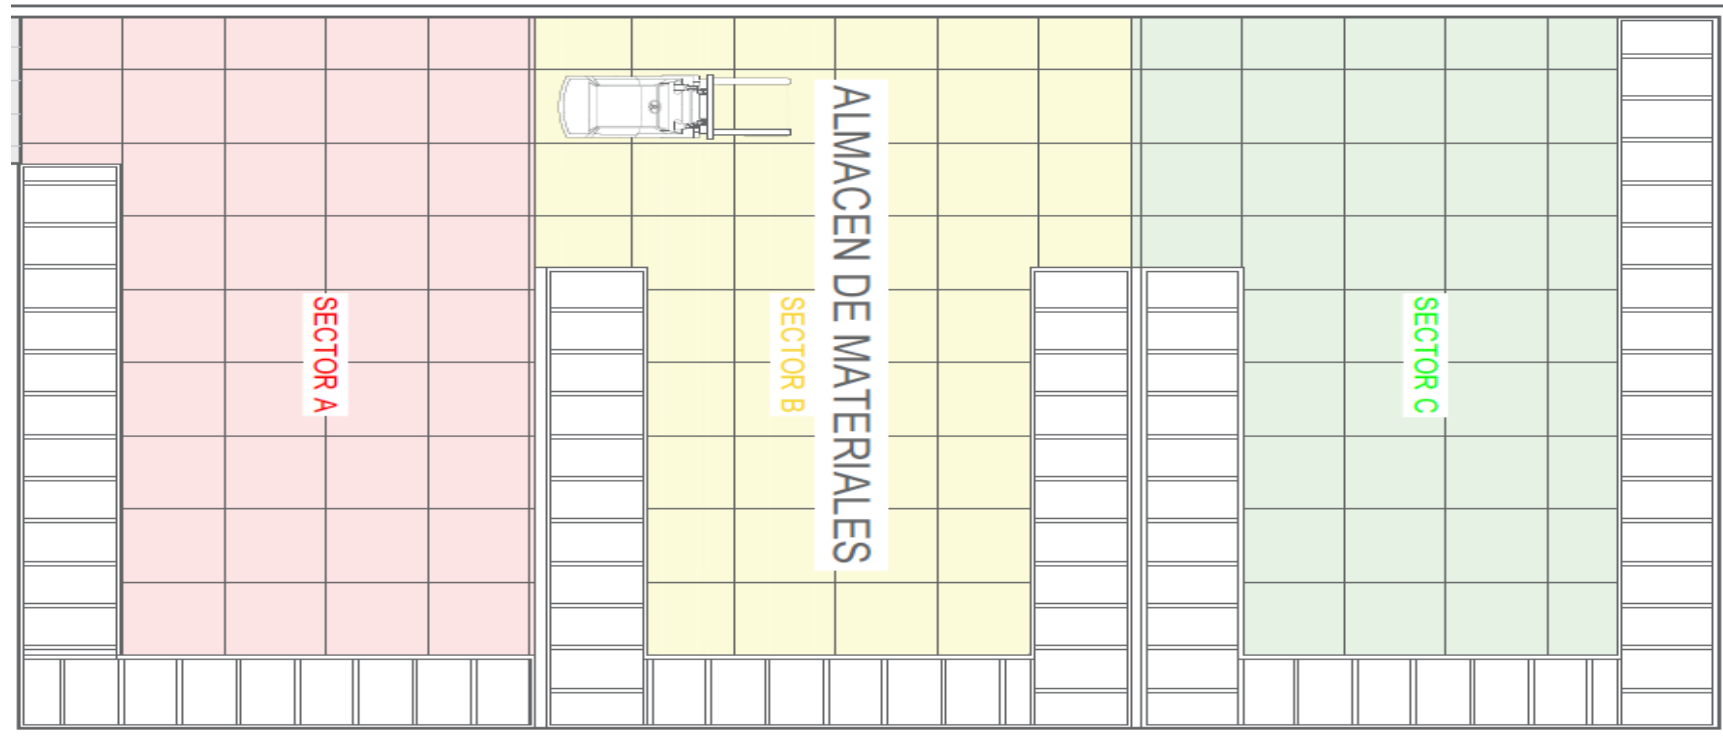 SECTOR A
SECTOR B
ALMACEN DE MATERIALES
SECTOR C